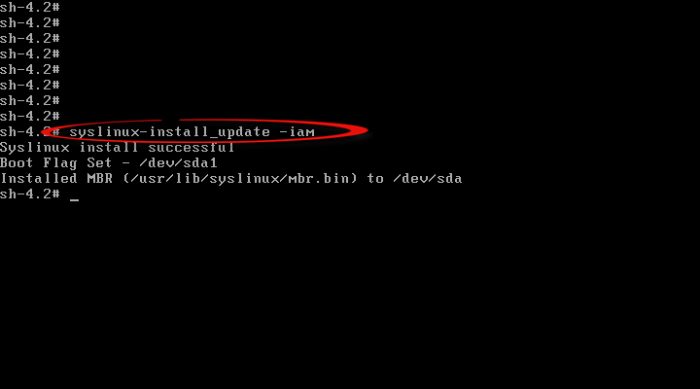 sh-4.2#
sh-4.2#
sh-4.2#
sh-4.2#
sh-4.2#
sh-4.2#
sh-4.2#
sh-4.2#
sh-4.2# syslinux-install_update -iam
Syslinux install successful
Boot Flag Set - /dev/sda1
Installed MBR (/usr/lib/syslinux/mbr.bin) to /dev/sda
sh-4.2# _